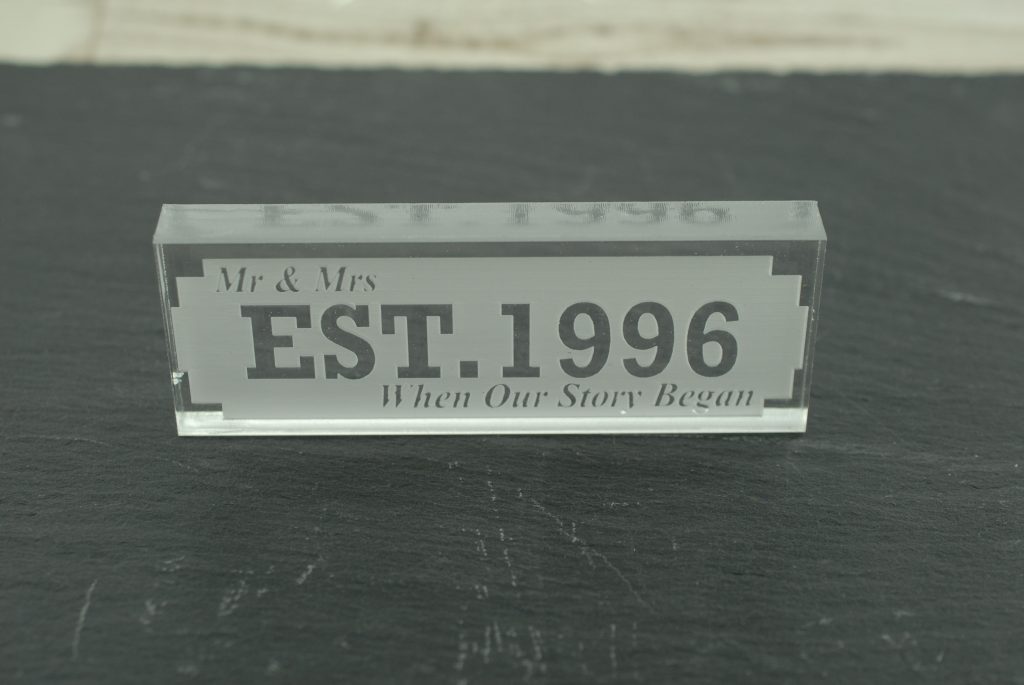 Mr & Mrs
EST.1996
When Our Story Began